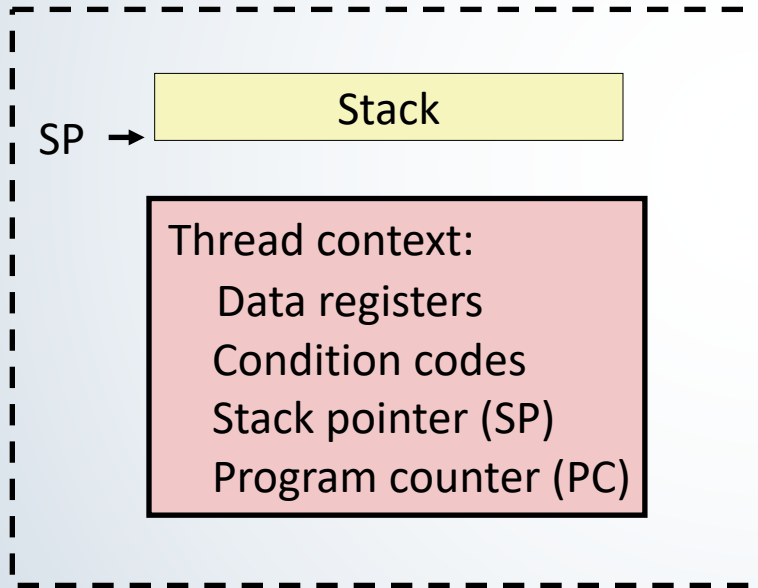 Stack
SP
Thread context:
Data registers
Condition codes
Stack pointer (SP)
Program counter (PC)